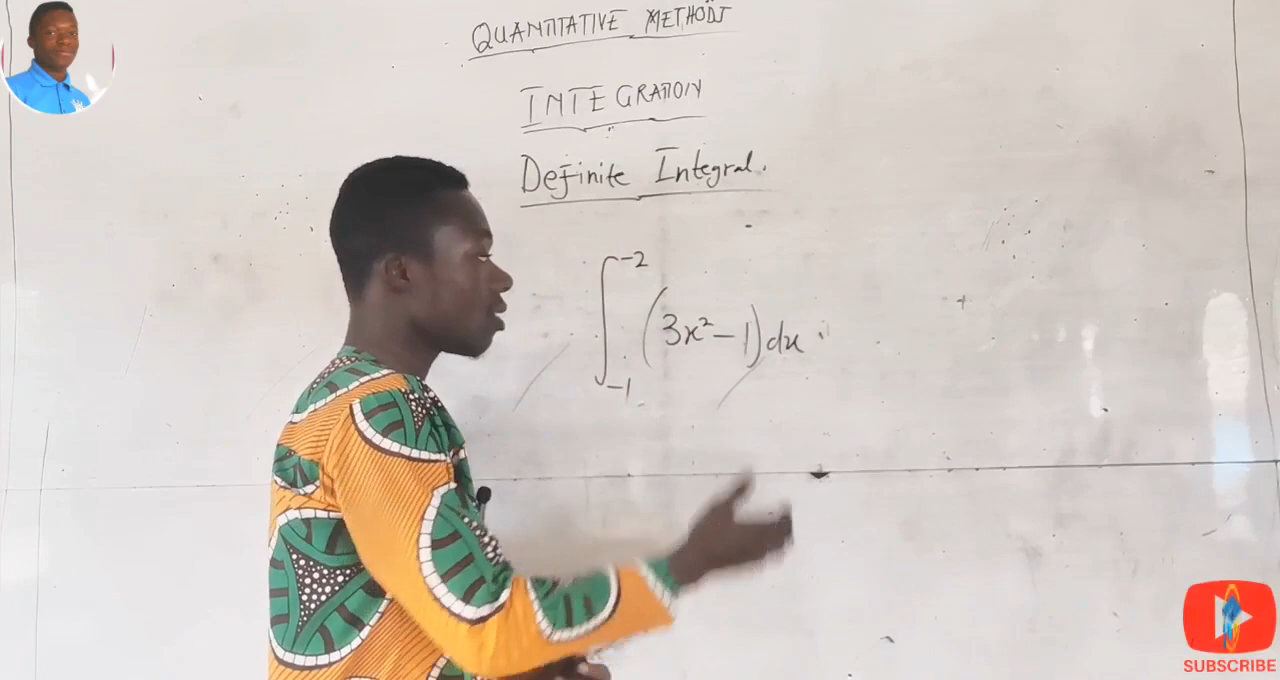 QUANTITATIVE METHODS
INTEGRATION
Definite Integral.
∫₋₁⁻² (3x² – 1) dx
SUBSCRIBE